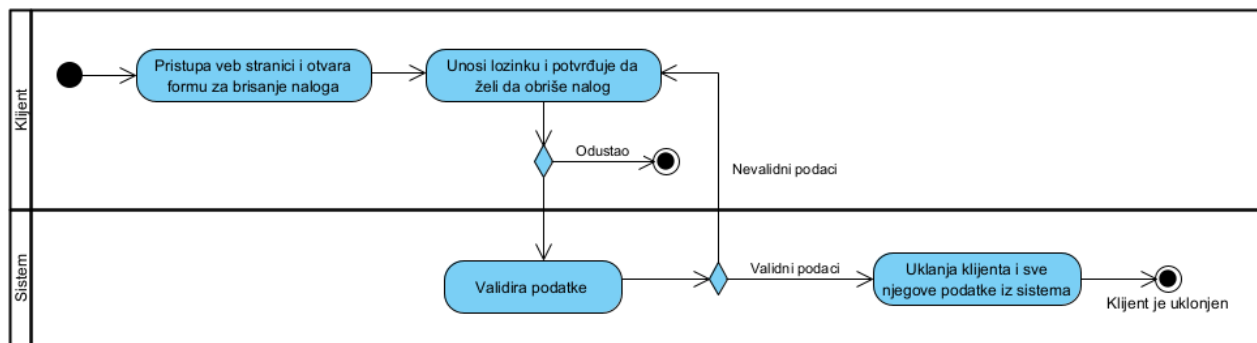 Klijent
Pristupa veb stranici i otvara
formu za brisanje naloga
Unosi lozinku i potvrđuje da
želi da obriše nalog
Odustao
Nevalidni podaci
Sistem
Validira podatke
Validni podaci
Uklanja klijenta i sve
njegove podatke iz sistema
Klijent je uklonjen